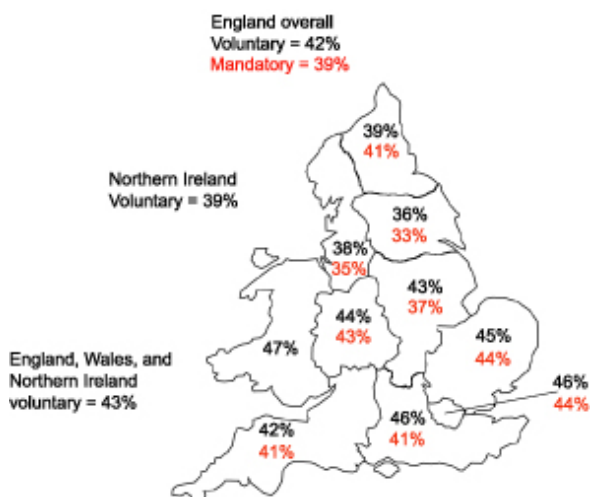 England overall
Voluntary = 42%
Mandatory = 39%
39%
41%
Northern Ireland
Voluntary = 39%
36%
33%
38%
35%
43%
37%
44%
43%
47%
45%
44%
England, Wales, and
Northern Ireland
voluntary = 43%
46%
44%
46%
41%
42%
41%